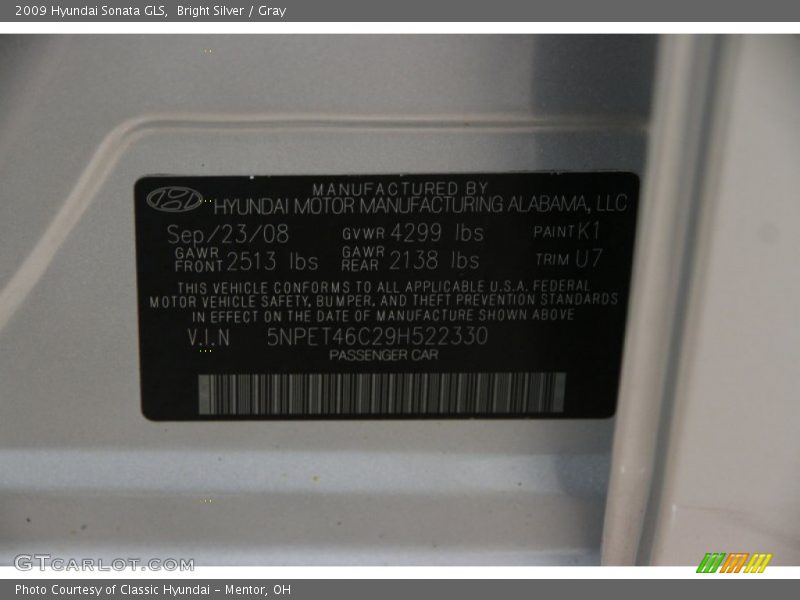 2009 Hyundai Sonata GLS,  Bright Silver / Gray
MANUFACTURED BY
HYUNDAI MOTOR MANUFACTURING ALABAMA, LLC
Sep/23/08 GVWR 4299 lbs PAINT K1
GAWR FRONT 2513 lbs GAWR REAR 2138 lbs TRIM U7
THIS VEHICLE CONFORMS TO ALL APPLICABLE U.S.A. FEDERAL
MOTOR VEHICLE SAFETY, BUMPER, AND THEFT PREVENTION STANDARDS
IN EFFECT ON THE DATE OF MANUFACTURE SHOWN ABOVE
V.I.N 5NPET46C29H522330
PASSENGER CAR
GTCARLOT.COM
Photo Courtesy of Classic Hyundai - Mentor, OH